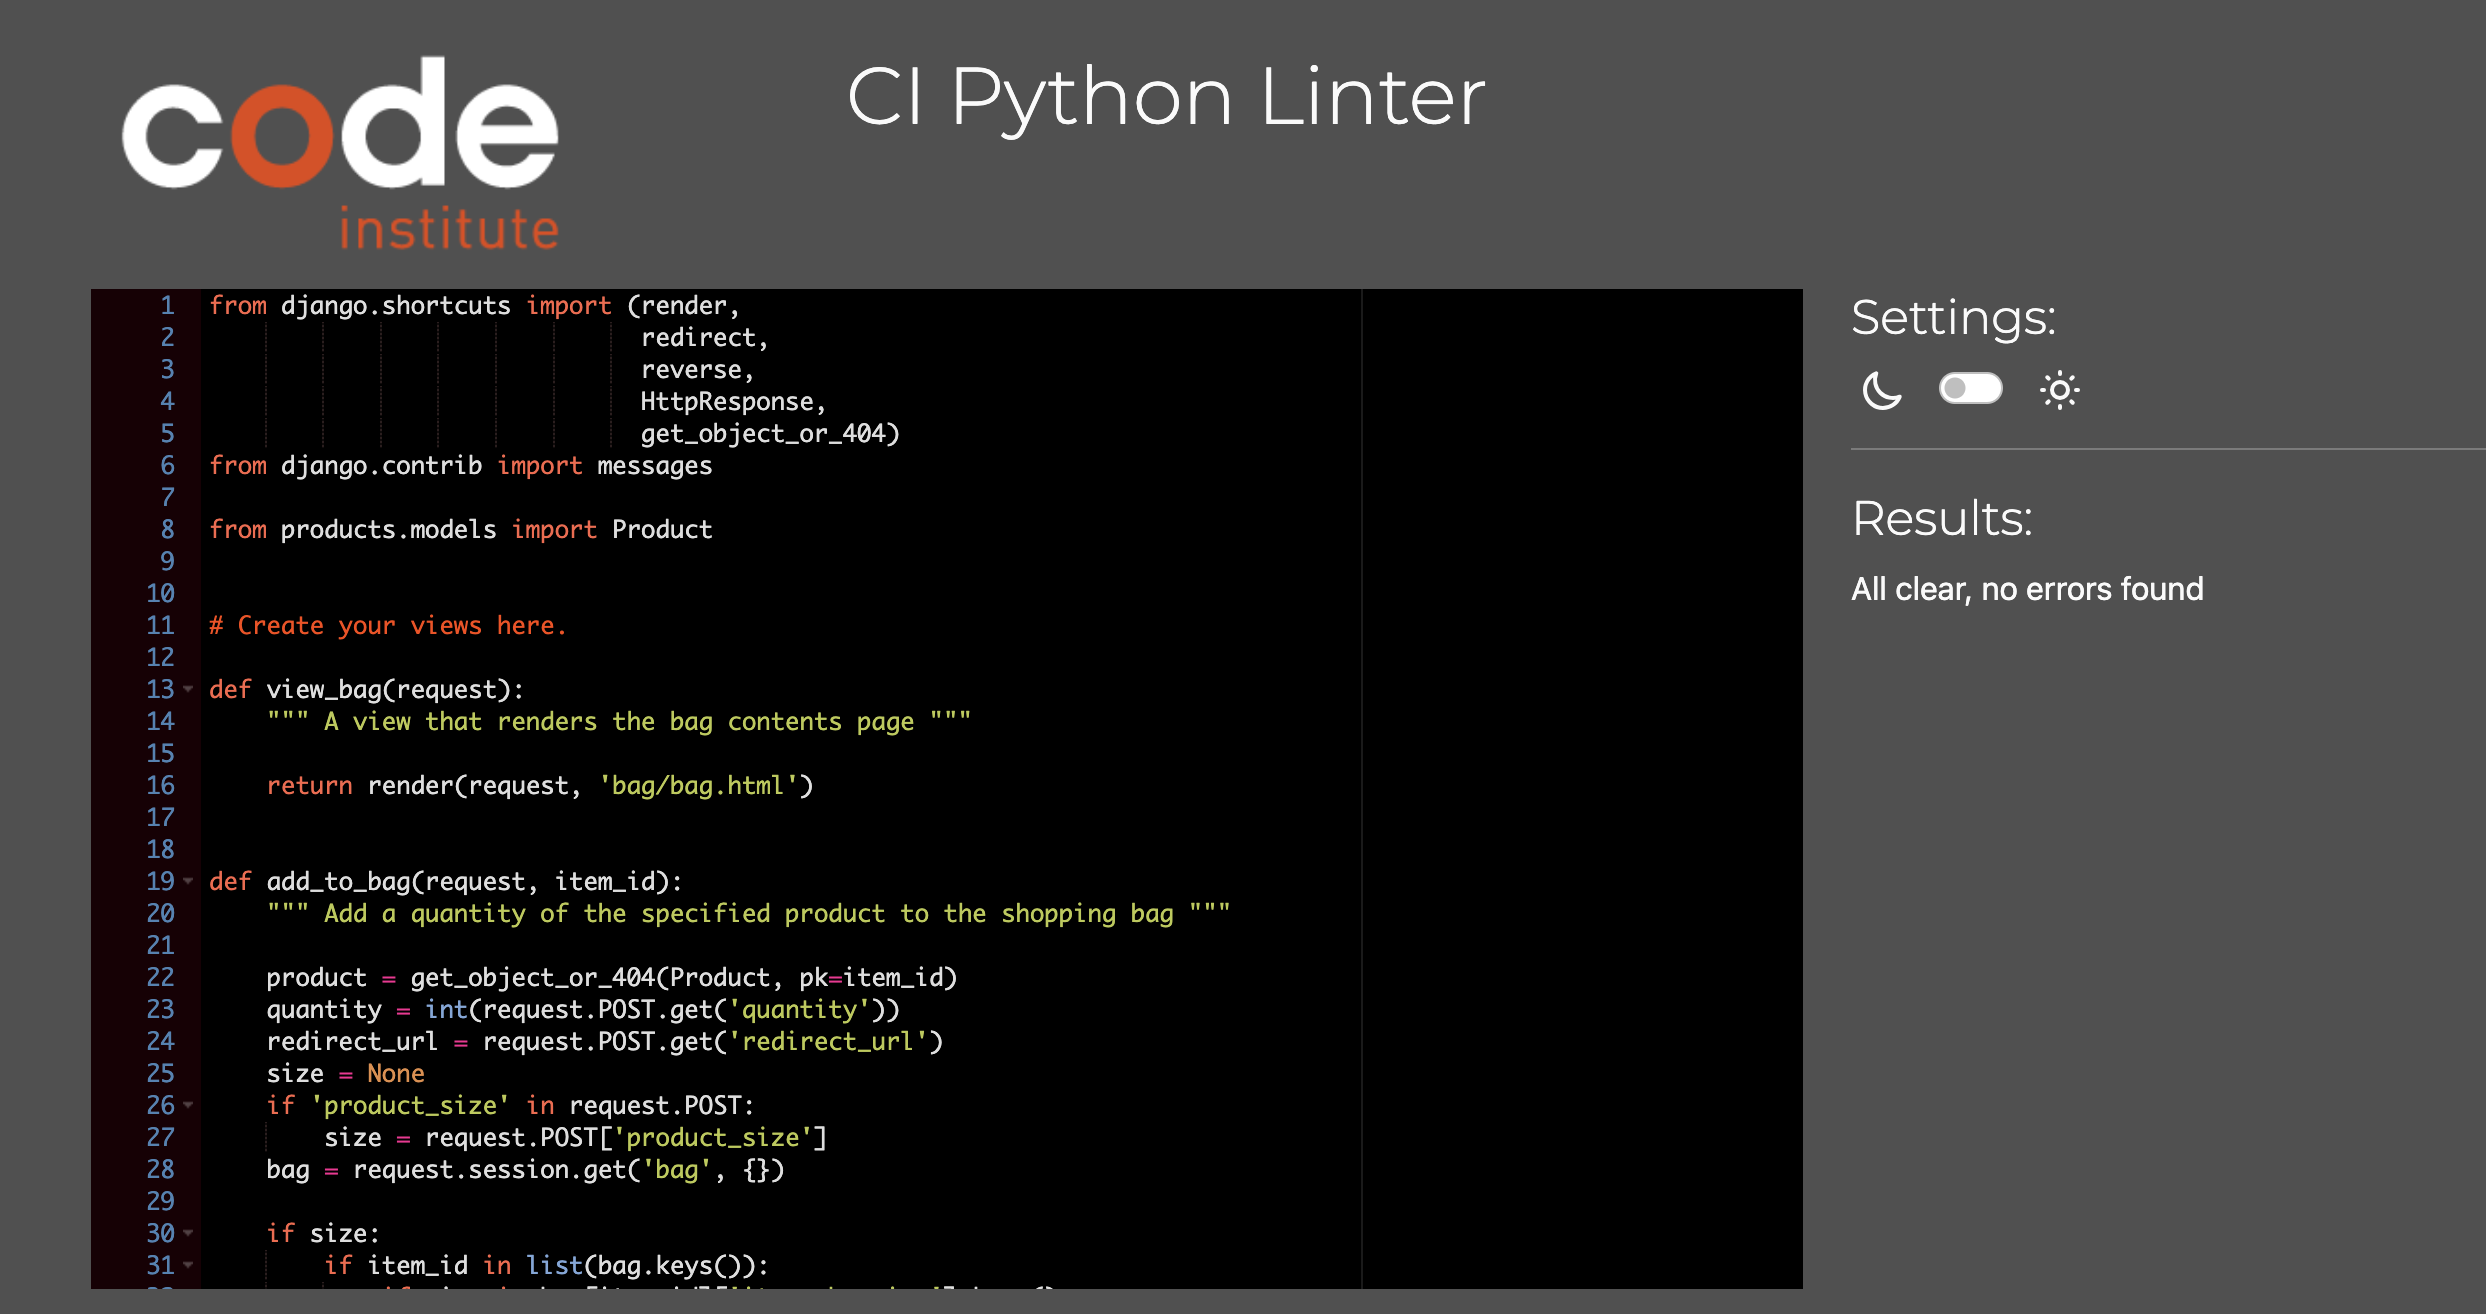 code
institute
CI Python Linter
1 from django.shortcuts import (render,
2                               redirect,
3                               reverse,
4                               HttpResponse,
5                               get_object_or_404)
6 from django.contrib import messages
7
8 from products.models import Product
9
10
11 # Create your views here.
12
13 def view_bag(request):
14     """ A view that renders the bag contents page """
15
16     return render(request, 'bag/bag.html')
17
18
19 def add_to_bag(request, item_id):
20     """ Add a quantity of the specified product to the shopping bag """
21
22     product = get_object_or_404(Product, pk=item_id)
23     quantity = int(request.POST.get('quantity'))
24     redirect_url = request.POST.get('redirect_url')
25     size = None
26     if 'product_size' in request.POST:
27         size = request.POST['product_size']
28     bag = request.session.get('bag', {})
29
30     if size:
31         if item_id in list(bag.keys()):
Settings:
Results:
All clear, no errors found